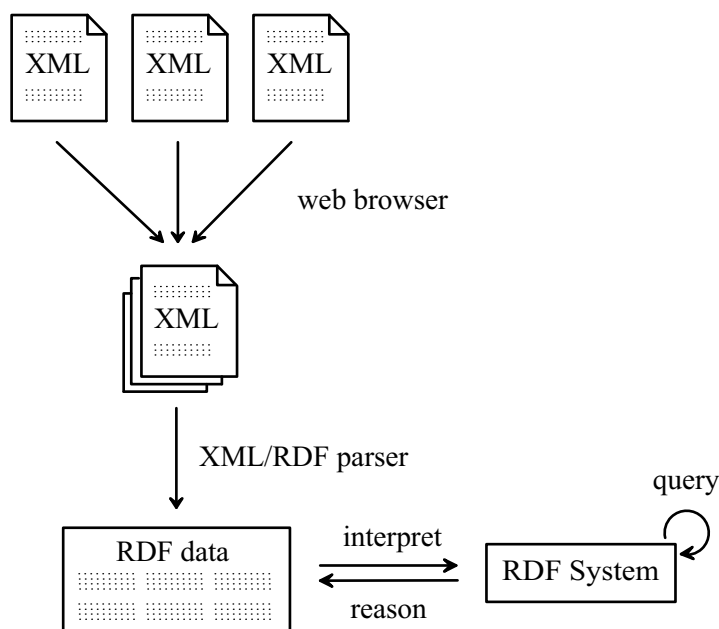 XML XML XML
web browser
XML
XML/RDF parser
query
RDF data
interpret
RDF System
reason